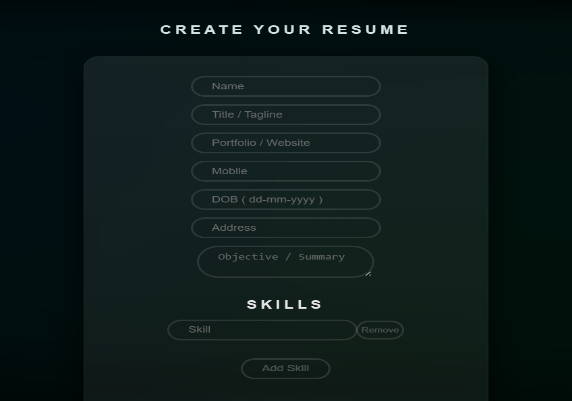 CREATE YOUR RESUME
Name
Title / Tagline
Portfolio / Website
Mobile
DOB ( dd-mm-yyyy )
Address
Objective / Summary
SKILLS
Skill Remove
Add Skill